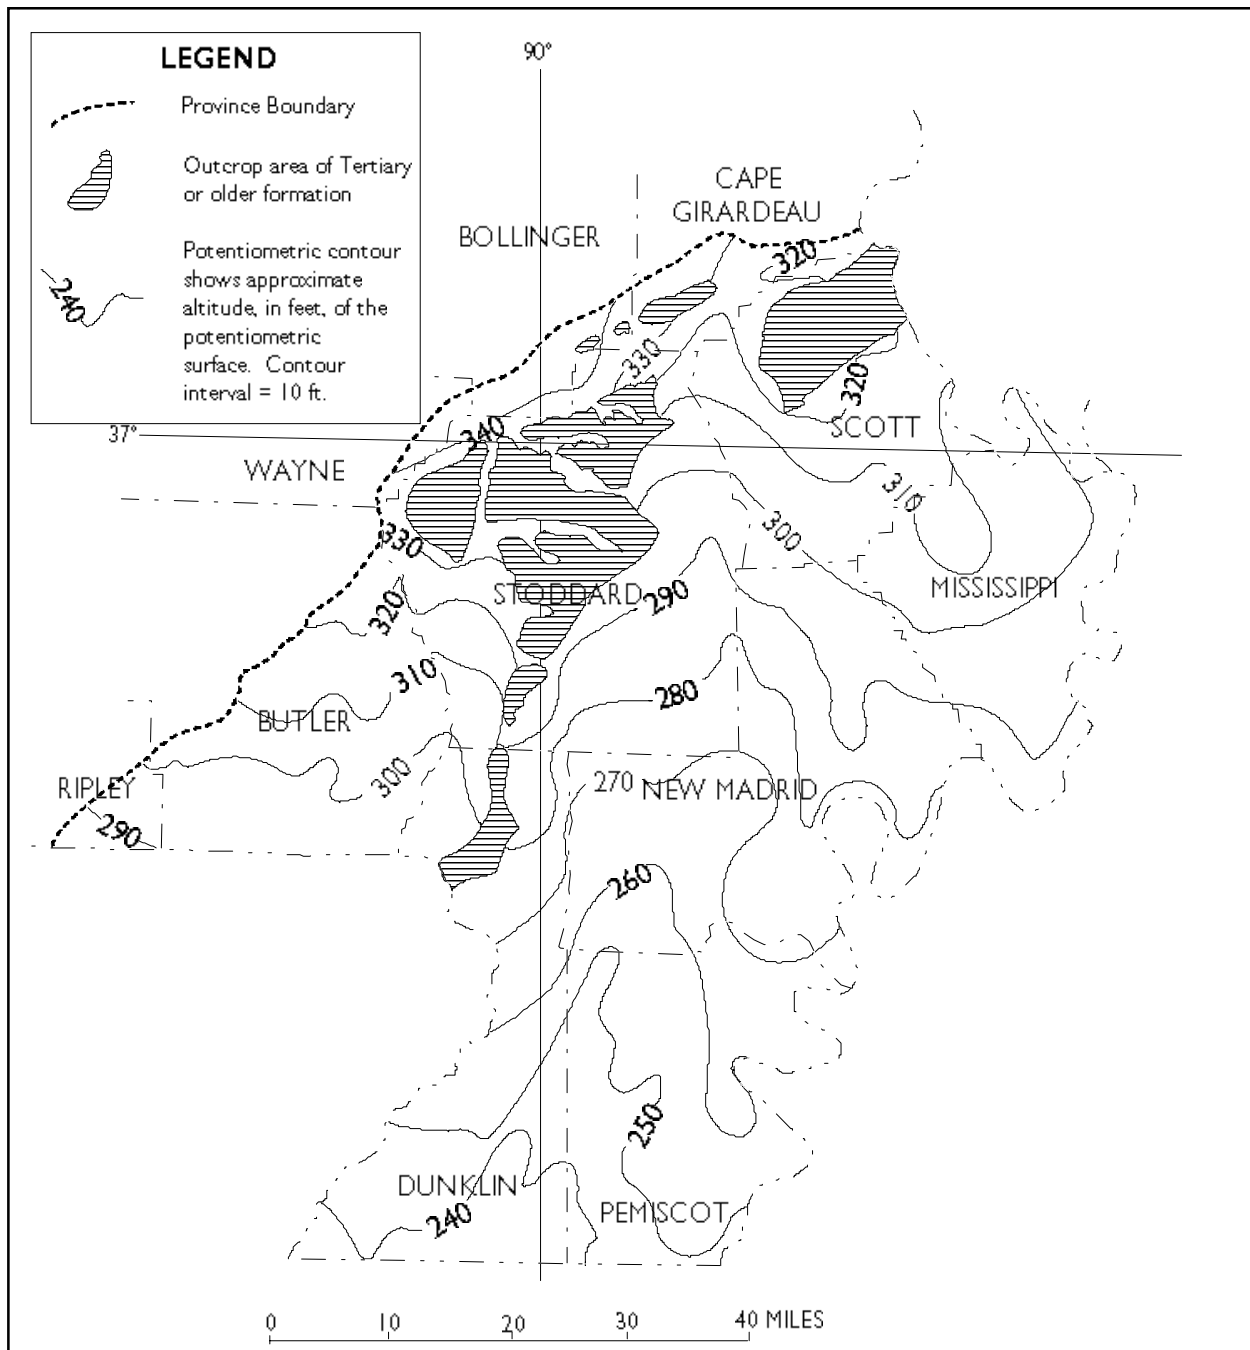 LEGEND
Province Boundary
Outcrop area of Tertiary
or older formation
240
Potentiometric contour
shows approximate
altitude, in feet, of the
potentiometric
surface. Contour
interval = 10 ft.
90°
CAPE
GIRARDEAU
BOLLINGER
320
330
320
37°
340
SCOTT
WAYNE
310
300
330
MISSISSIPPI
STODDARD
290
320
310
280
BUTLER
RIPLEY
300
270
NEW MADRID
290
260
250
DUNKLIN
240
PEMISCOT
0
10
20
30
40 MILES